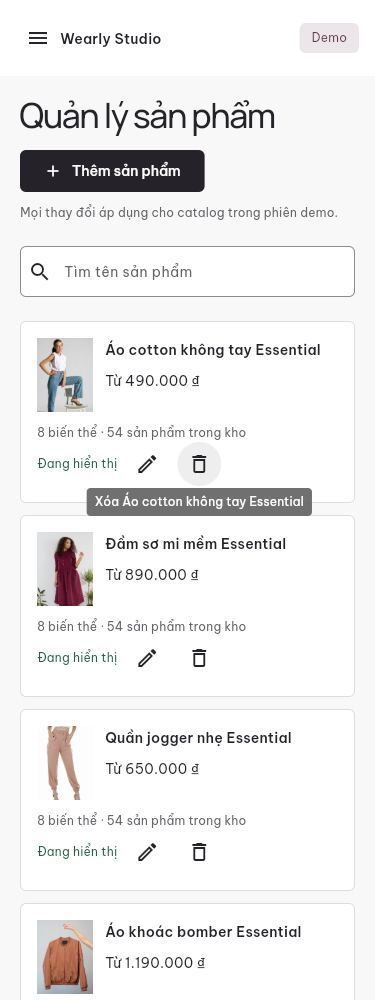 Wearly Studio
Demo
Quản lý sản phẩm
Thêm sản phẩm
Mọi thay đổi áp dụng cho catalog trong phiên demo.
Tìm tên sản phẩm
Áo cotton không tay Essential
Từ 490.000 ₫
8 biến thể · 54 sản phẩm trong kho
Đang hiển thị
Xóa Áo cotton không tay Essential
Đầm sơ mi mềm Essential
Từ 890.000 ₫
8 biến thể · 54 sản phẩm trong kho
Đang hiển thị
Quần jogger nhẹ Essential
Từ 650.000 ₫
8 biến thể · 54 sản phẩm trong kho
Đang hiển thị
Áo khoác bomber Essential
Từ 1.190.000 ₫